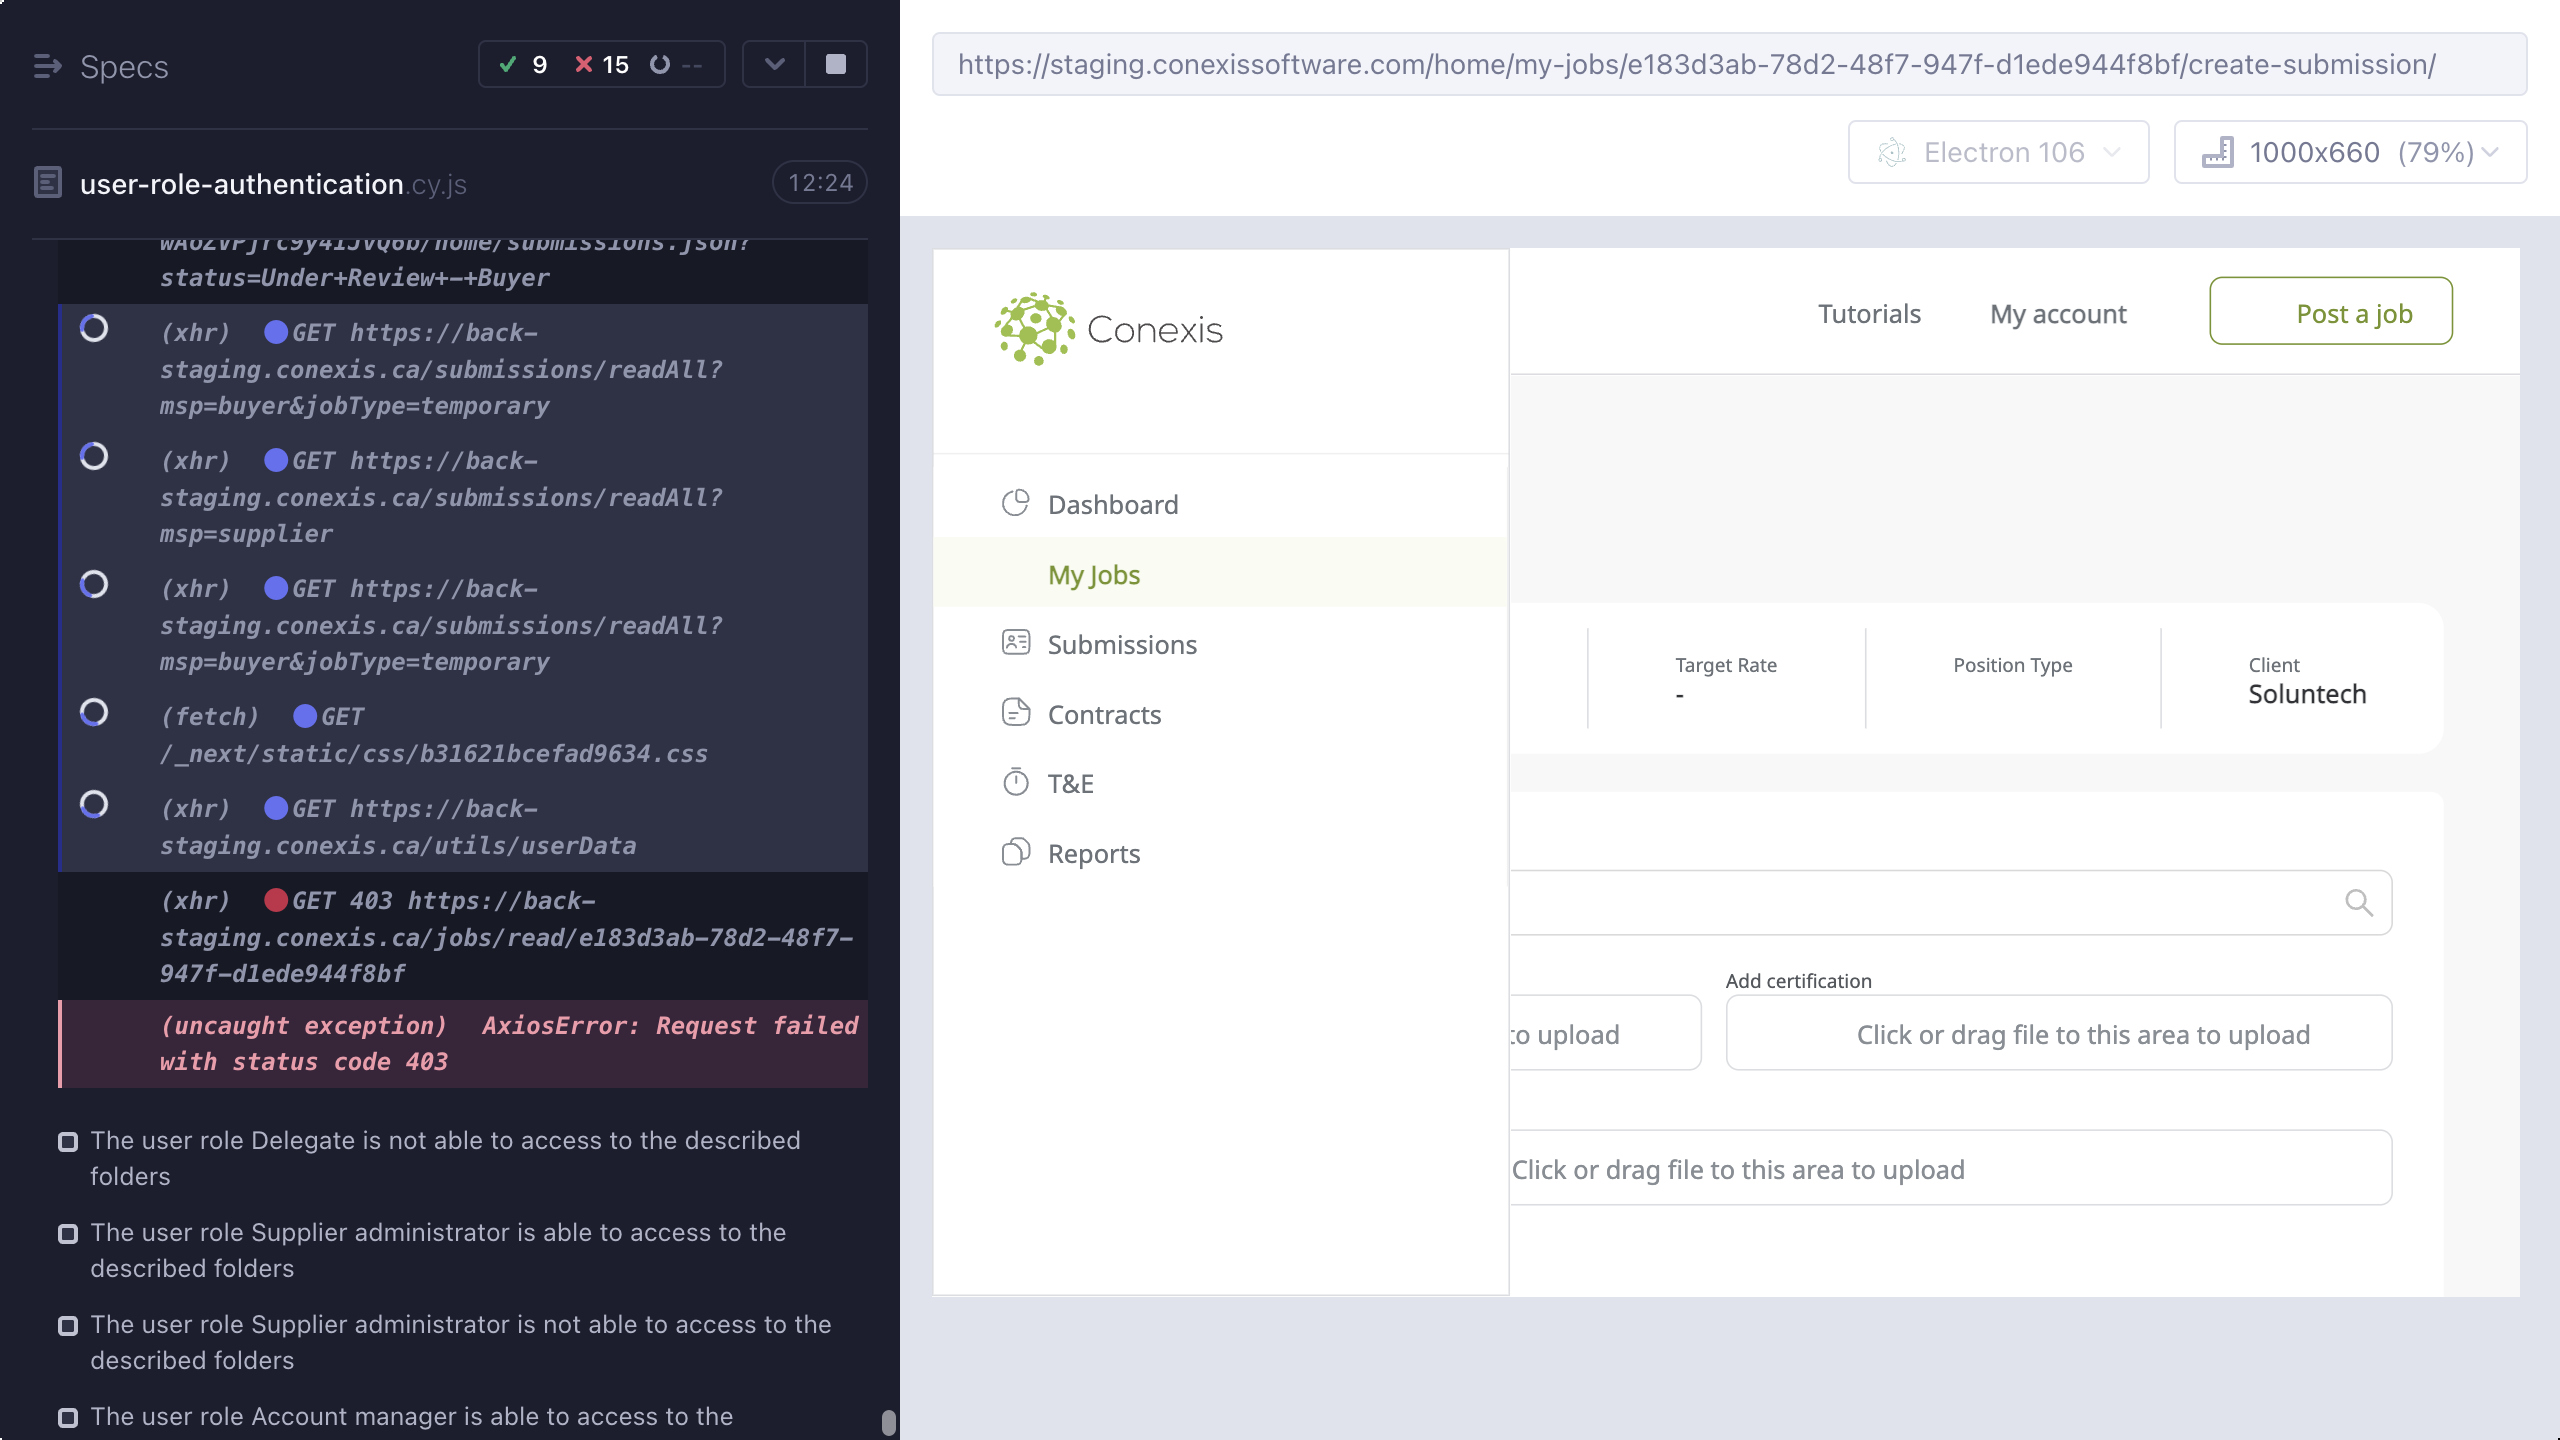 Specs
9 15 --
user-role-authentication.cy.js 12:24
wAoZVPjrc9y4IJVQ6b/home/submissions.json?
status=Under+Review+-+Buyer
(xhr) GET https://back-
staging.conexis.ca/submissions/readAll?
msp=buyer&jobType=temporary
(xhr) GET https://back-
staging.conexis.ca/submissions/readAll?
msp=supplier
(xhr) GET https://back-
staging.conexis.ca/submissions/readAll?
msp=buyer&jobType=temporary
(fetch) GET
/_next/static/css/b31621bcefad9634.css
(xhr) GET https://back-
staging.conexis.ca/utils/userData
(xhr) GET 403 https://back-
staging.conexis.ca/jobs/read/e183d3ab-78d2-48f7-
947f-d1ede944f8bf
(uncaught exception) AxiosError: Request failed
with status code 403
The user role Delegate is not able to access to the described
folders
The user role Supplier administrator is able to access to the
described folders
The user role Supplier administrator is not able to access to the
described folders
The user role Account manager is able to access to the
https://staging.conexissoftware.com/home/my-jobs/e183d3ab-78d2-48f7-947f-d1ede944f8bf/create-submission/
Electron 106
1000x660 (79%)
Conexis
Tutorials
My account
Post a job
Dashboard
My Jobs
Submissions
Contracts
T&E
Reports
Target Rate
-
Position Type
Client
Soluntech
Add certification
to upload
Click or drag file to this area to upload
Click or drag file to this area to upload